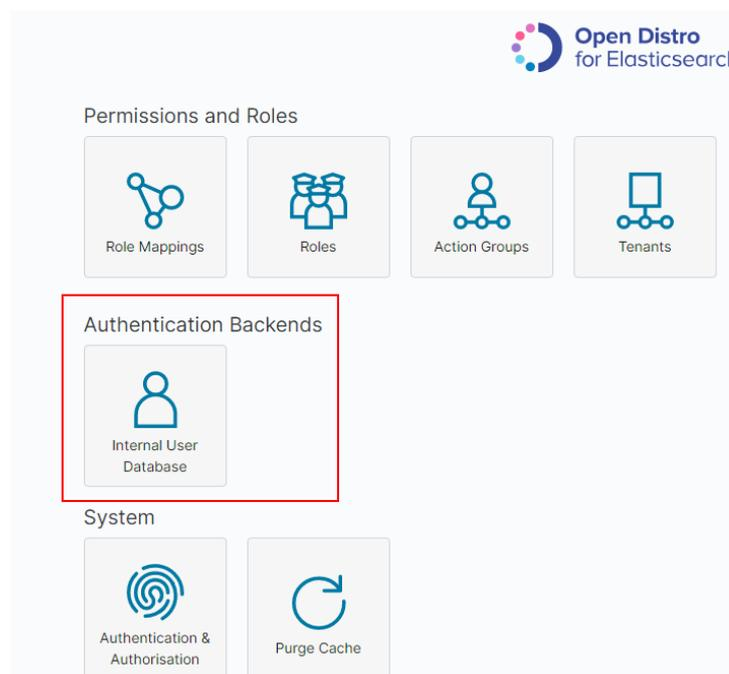 Open Distro
for Elasticsearch
Permissions and Roles
Role Mappings
Roles
Action Groups
Tenants
Authentication Backends
Internal User
Database
System
Authentication &
Authorisation
Purge Cache